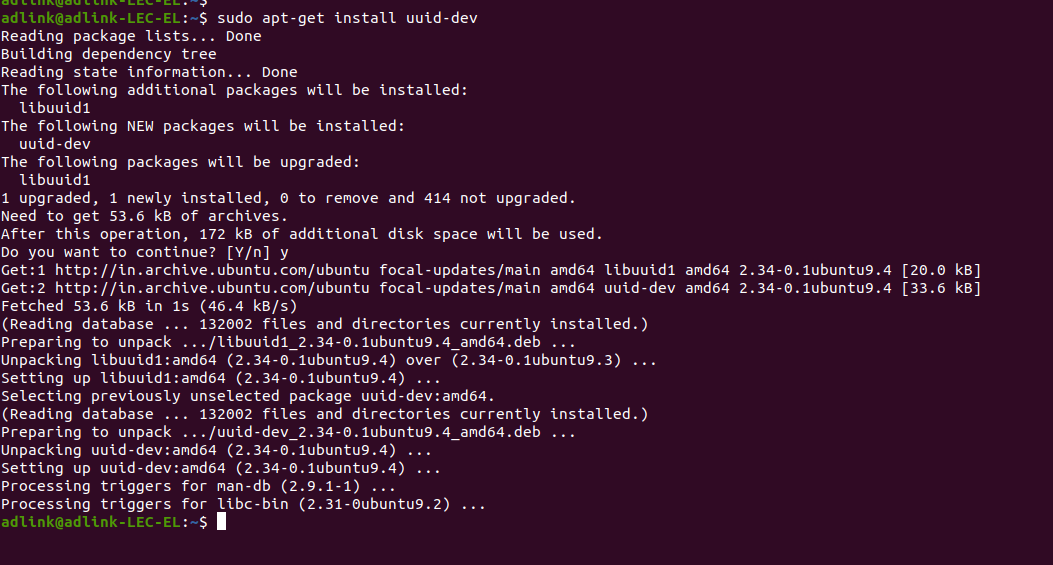 adlink@adlink-LEC-EL:~$
adlink@adlink-LEC-EL:~$ sudo apt-get install uuid-dev
Reading package lists... Done
Building dependency tree
Reading state information... Done
The following additional packages will be installed:
  libuuid1
The following NEW packages will be installed:
  uuid-dev
The following packages will be upgraded:
  libuuid1
1 upgraded, 1 newly installed, 0 to remove and 414 not upgraded.
Need to get 53.6 kB of archives.
After this operation, 172 kB of additional disk space will be used.
Do you want to continue? [Y/n] y
Get:1 http://in.archive.ubuntu.com/ubuntu focal-updates/main amd64 libuuid1 amd64 2.34-0.1ubuntu9.4 [20.0 kB]
Get:2 http://in.archive.ubuntu.com/ubuntu focal-updates/main amd64 uuid-dev amd64 2.34-0.1ubuntu9.4 [33.6 kB]
Fetched 53.6 kB in 1s (46.4 kB/s)
(Reading database ... 132002 files and directories currently installed.)
Preparing to unpack .../libuuid1_2.34-0.1ubuntu9.4_amd64.deb ...
Unpacking libuuid1:amd64 (2.34-0.1ubuntu9.4) over (2.34-0.1ubuntu9.3) ...
Setting up libuuid1:amd64 (2.34-0.1ubuntu9.4) ...
Selecting previously unselected package uuid-dev:amd64.
(Reading database ... 132002 files and directories currently installed.)
Preparing to unpack .../uuid-dev_2.34-0.1ubuntu9.4_amd64.deb ...
Unpacking uuid-dev:amd64 (2.34-0.1ubuntu9.4) ...
Setting up uuid-dev:amd64 (2.34-0.1ubuntu9.4) ...
Processing triggers for man-db (2.9.1-1) ...
Processing triggers for libc-bin (2.31-0ubuntu9.2) ...
adlink@adlink-LEC-EL:~$